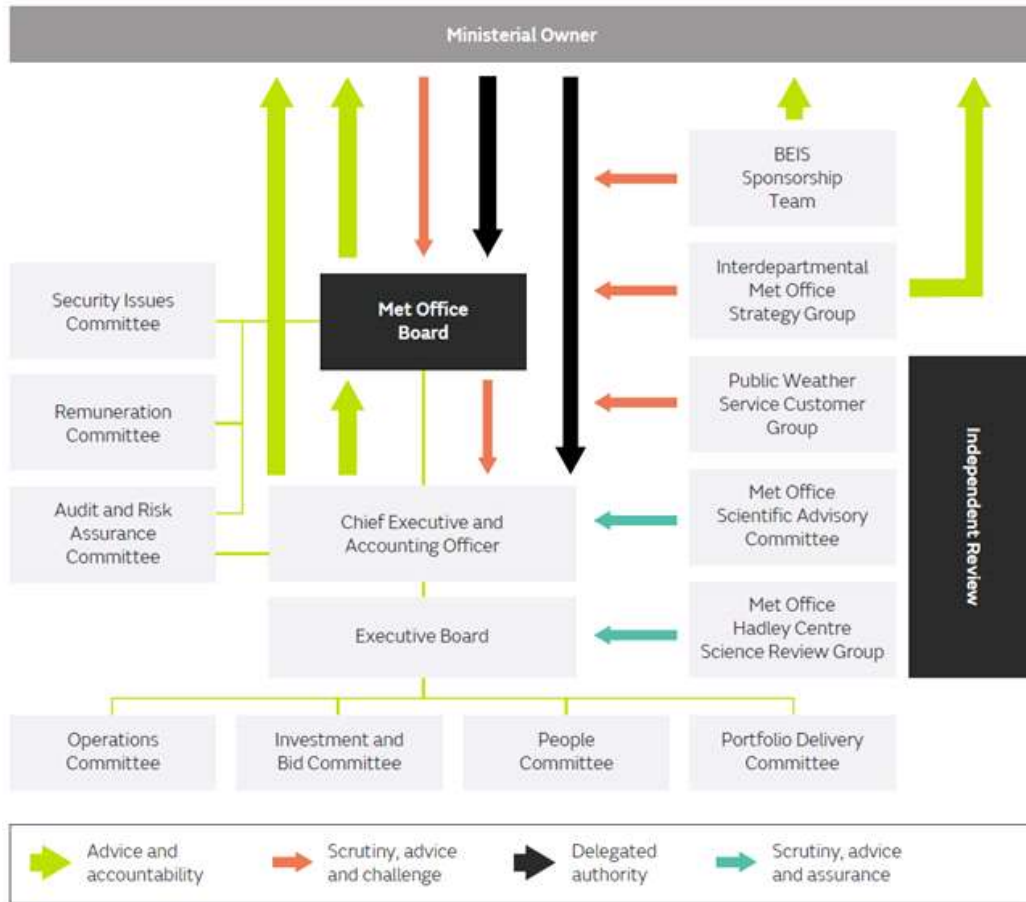 Ministerial Owner
BEIS
Sponsorship
Team
Interdepartmental
Met Office
Strategy Group
Security Issues
Committee
Met Office
Board
Public Weather
Service Customer
Group
Remuneration
Committee
Independent Review
Audit and Risk
Assurance
Committee
Chief Executive and
Accounting Officer
Met Office
Scientific Advisory
Committee
Executive Board
Met Office
Hadley Centre
Science Review Group
Operations
Committee
Investment and
Bid Committee
People
Committee
Portfolio Delivery
Committee
Advice and
accountability
Scrutiny, advice
and challenge
Delegated
authority
Scrutiny, advice
and assurance